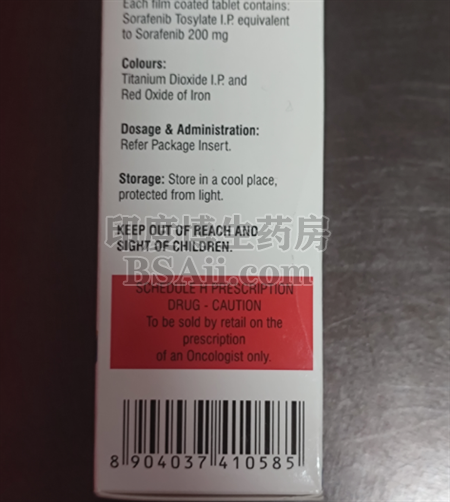 Each film coated tablet contains:
Sorafenib Tosylate I.P. equivalent
to Sorafenib 200 mg
Colours:
Titanium Dioxide I.P. and
Red Oxide of Iron
Dosage & Administration:
Refer Package Insert.
Storage: Store in a cool place,
protected from light.
印度博生药房
KEEP OUT OF REACH AND
SIGHT OF CHILDREN.
BSAii.com
SCHEDULE H PRESCRIPTION
DRUG - CAUTION
To be sold by retail on the
prescription
of an Oncologist only.
8 904037 410585